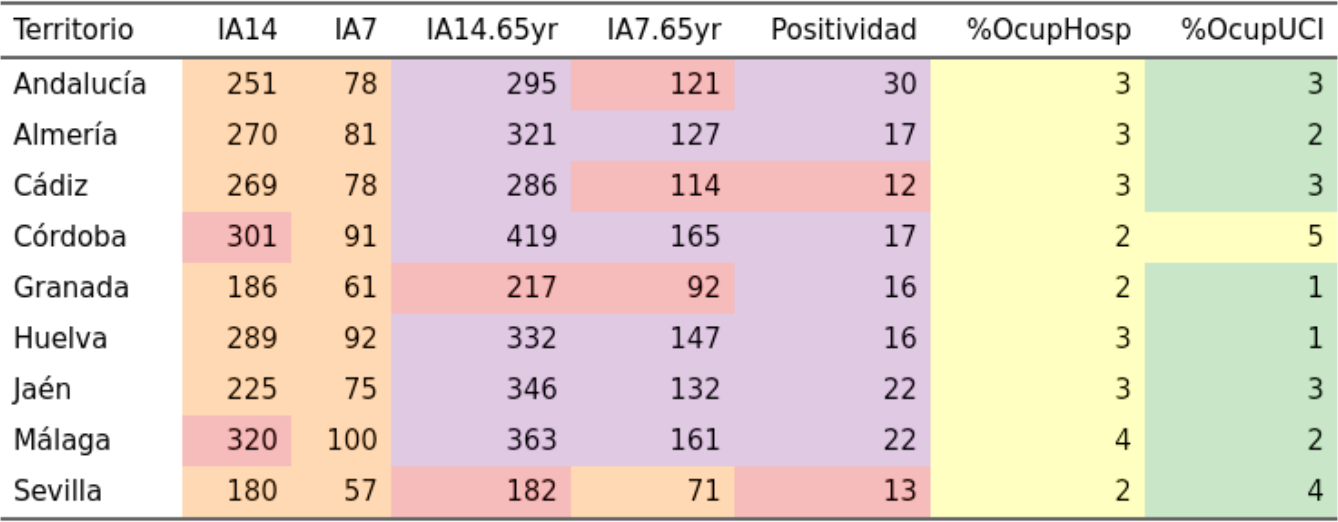 Territorio IA14 IA7 IA14.65yr IA7.65yr Positividad %OcupHosp %OcupUCI
Andalucía 251 78 295 121 30 3 3
Almería 270 81 321 127 17 3 2
Cádiz 269 78 286 114 12 3 3
Córdoba 301 91 419 165 17 2 5
Granada 186 61 217 92 16 2 1
Huelva 289 92 332 147 16 3 1
Jaén 225 75 346 132 22 3 3
Málaga 320 100 363 161 22 4 2
Sevilla 180 57 182 71 13 2 4